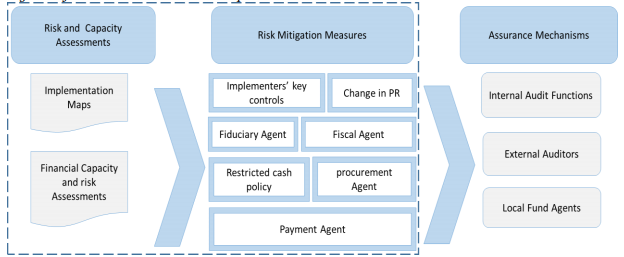 Risk and Capacity
Assessments
Implementation
Maps
Financial Capacity
and risk
Assessments
Risk Mitigation Measures
Implementers' key
controls
Change in PR
Fiduciary Agent
Fiscal Agent
Restricted cash
policy
procurement
Agent
Payment Agent
Assurance Mechanisms
Internal Audit Functions
External Auditors
Local Fund Agents